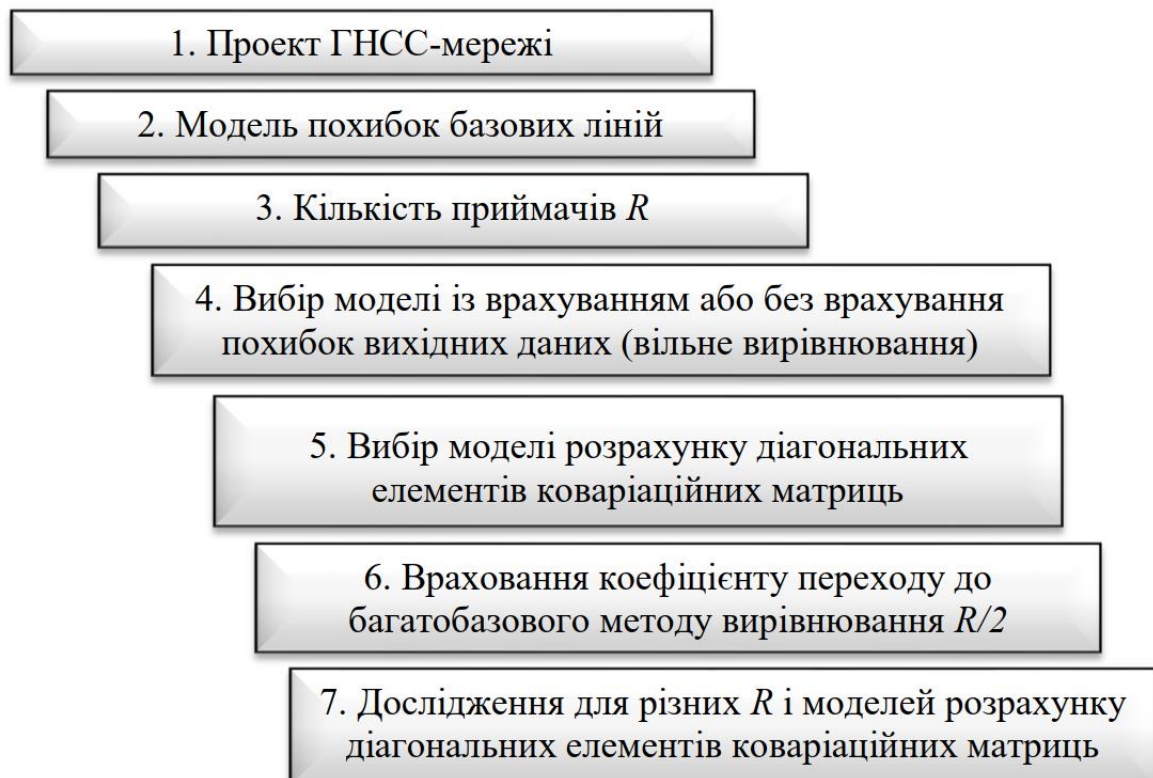 1. Проект ГНСС-мережі
2. Модель похибок базових ліній
3. Кількість приймачів R
4. Вибір моделі із врахуванням або без врахування
похибок вихідних даних (вільне вирівнювання)
5. Вибір моделі розрахунку діагональних
елементів коваріаційних матриць
6. Враховання коефіцієнту переходу до
багатобазового методу вирівнювання R/2
7. Дослідження для різних R і моделей розрахунку
діагональних елементів коваріаційних матриць